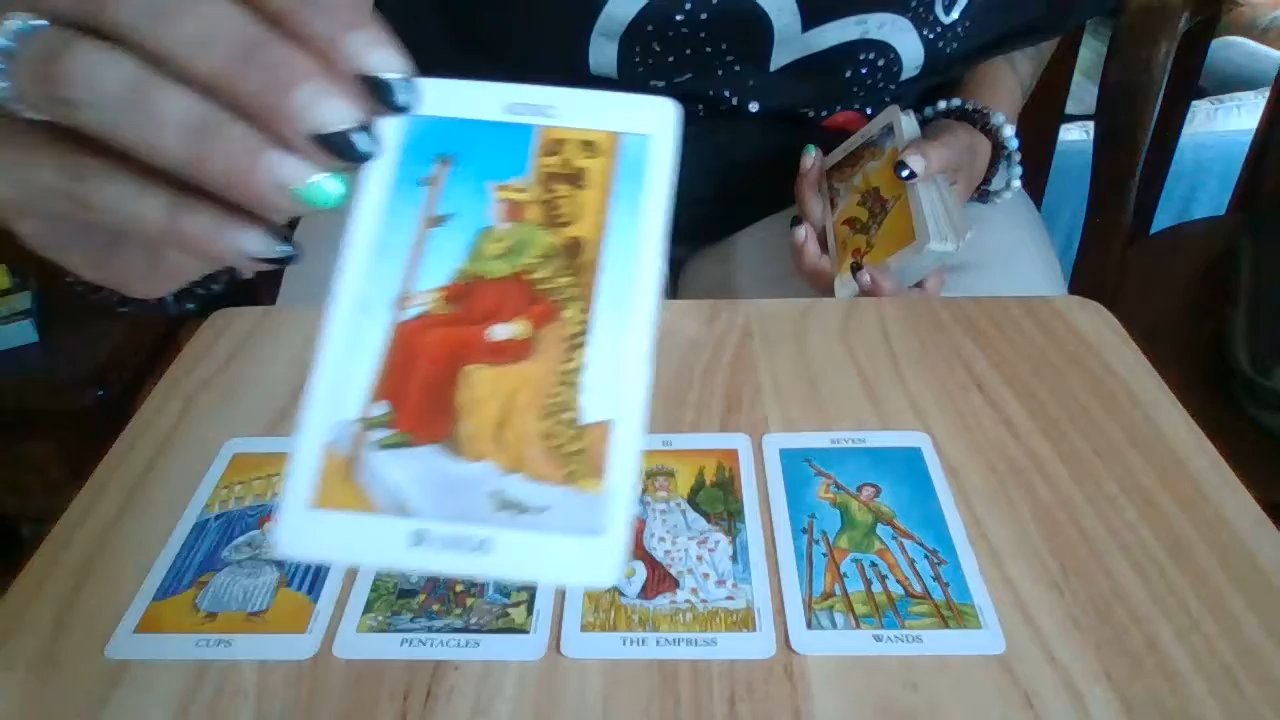 III
SEVEN
CUPS
PENTACLES
THE EMPRESS
WANDS